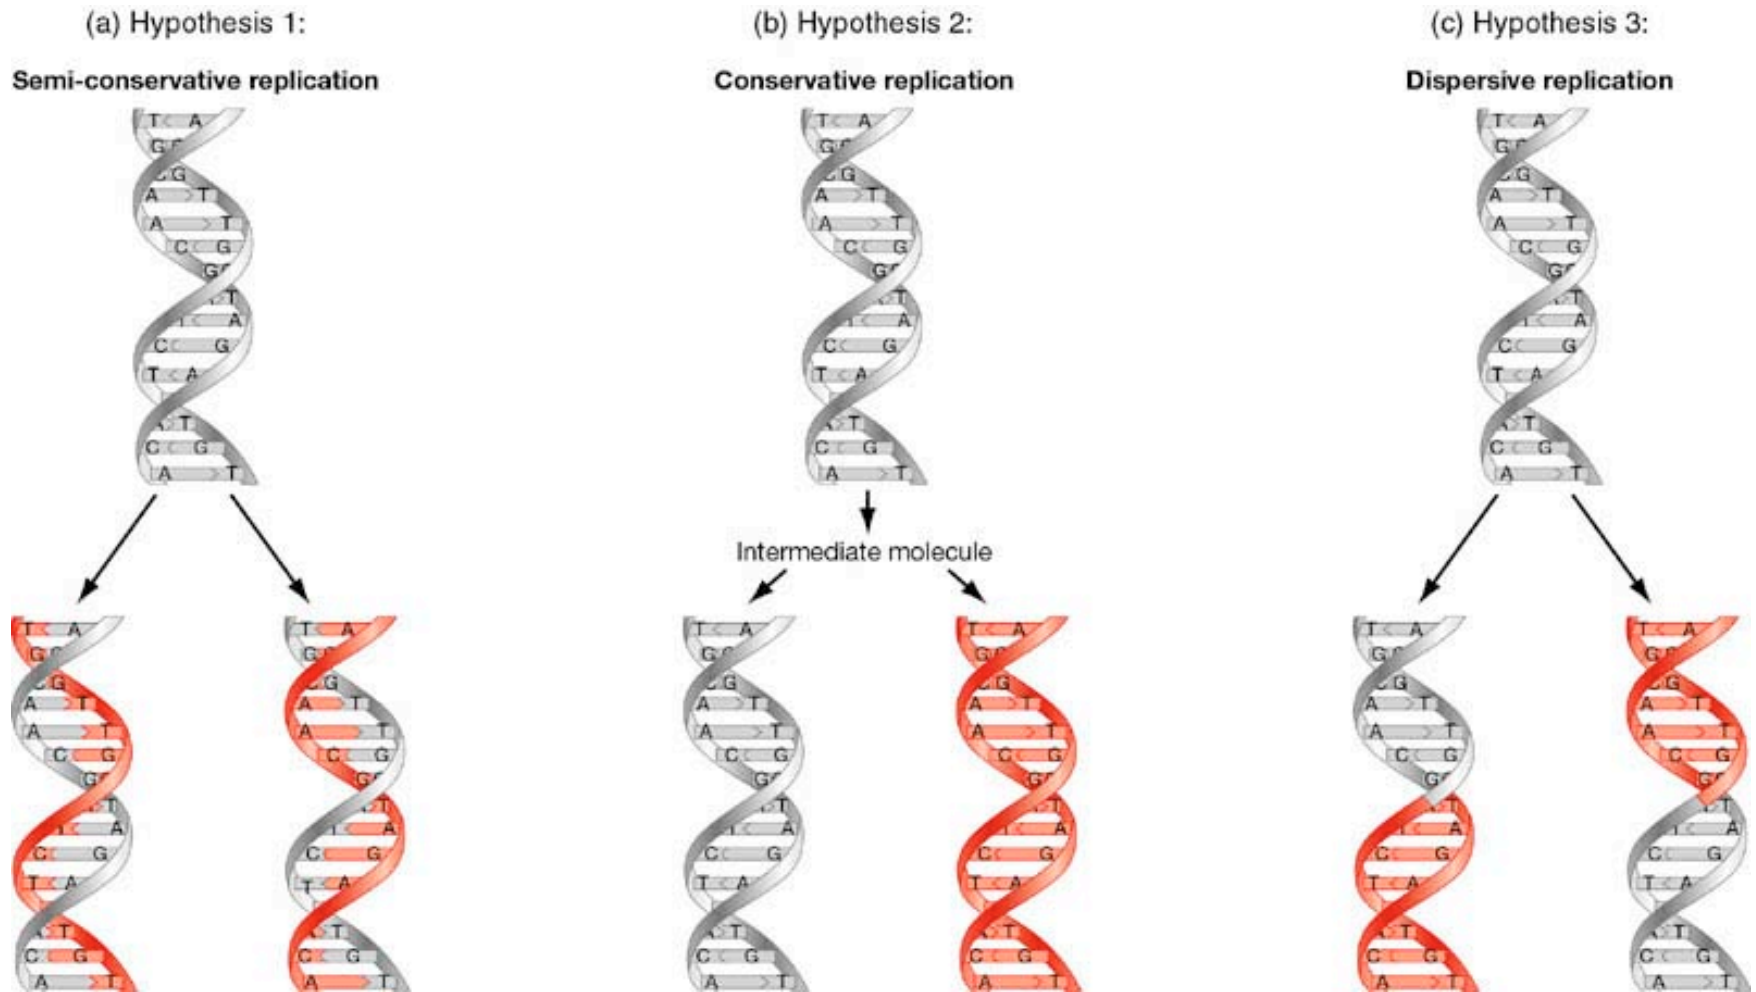 (a) Hypothesis 1:
Semi-conservative replication
T A
G
C G
A T
A T
C G
G
T
A
C G
T A
T
C G
A T
T A
G
G
A T
A T
C G
G
T
A
C G
T A
T
C G
A T
T A
G
C G
A T
A T
C G
G
T
A
C G
T A
T
C G
A T
(b) Hypothesis 2:
Conservative replication
T A
G
C G
A T
A T
C G
G
T
A
C G
T A
T
C G
A T
Intermediate molecule
T A
G
C G
A T
A T
C G
G
T
A
C G
T A
T
C G
A T
T A
G
C G
A T
A T
C G
G
T
A
C G
T A
T
C G
A T
(c) Hypothesis 3:
Dispersive replication
T A
G
C G
A T
A T
C G
G
T
A
C G
T A
T
C G
A T
T A
G
C G
A T
A T
C G
G
T
A
C G
T A
T
C G
A T
T A
G
C G
A T
A T
C G
G
T
A
C G
T A
T
C G
A T